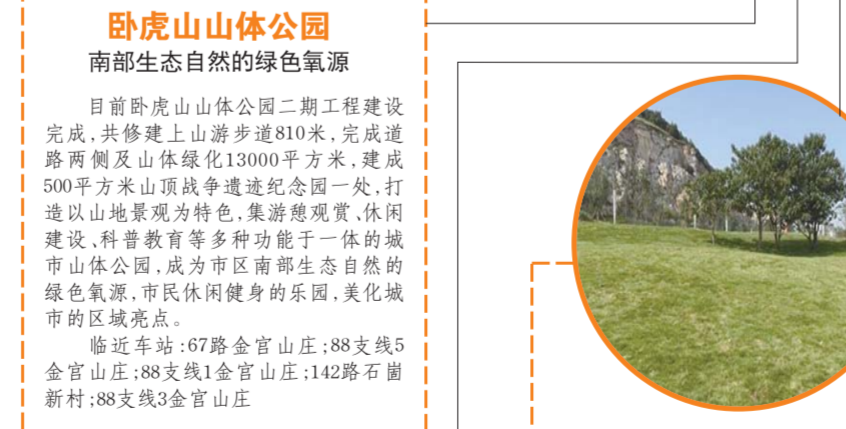 卧虎山山体公园
南部生态自然的绿色氧源
目前卧虎山山体公园二期工程建设
完成,共修建上山游步道810米,完成道
路两侧及山体绿化13000平方米,建成
500平方米山顶战争遗迹纪念园一处,打
造以山地景观为特色,集游憩观赏、休闲
建设、科普教育等多种功能于一体的城
市山体公园,成为市区南部生态自然的
绿色氧源,市民休闲健身的乐园,美化城
市的区域亮点。
临近车站:67路金官山庄;88支线5
金官山庄;88支线1金官山庄;142路石崮
新村;88支线3金官山庄